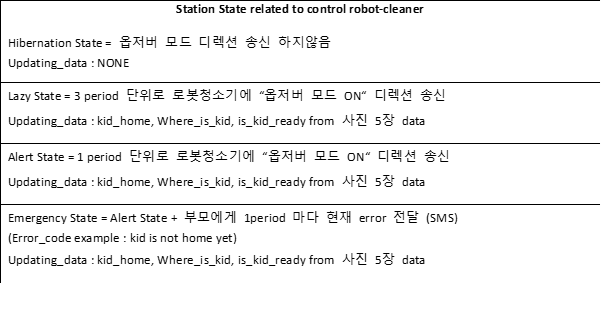 Station State related to control robot-cleaner
Hibernation State = 옵저버 모드 디렉션 송신 하지않음
Updating_data : NONE
Lazy State = 3 period 단위로 로봇청소기에 “옵저버 모드 ON“ 디렉션 송신
Updating_data : kid_home, Where_is_kid, is_kid_ready from 사진 5장 data
Alert State = 1 period 단위로 로봇청소기에 “옵저버 모드 ON“ 디렉션 송신
Updating_data : kid_home, Where_is_kid, is_kid_ready from 사진 5장 data
Emergency State = Alert State + 부모에게 1period 마다 현재 error 전달 (SMS)
(Error_code example : kid is not home yet)
Updating_data : kid_home, Where_is_kid, is_kid_ready from 사진 5장 data